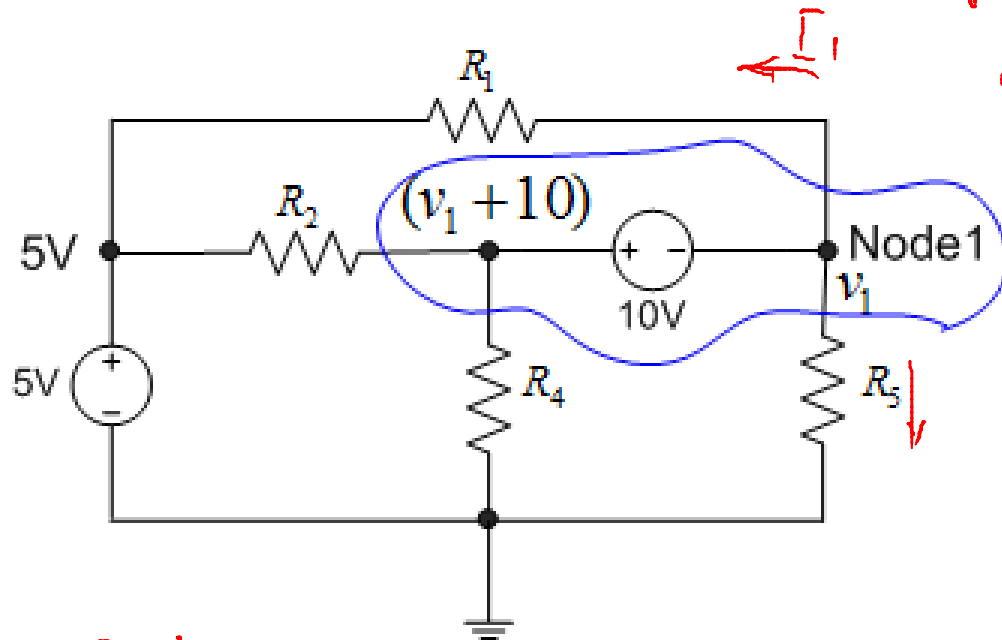 I₁
R₁
(v₁ + 10)
R₂
5V
Node1
+ −
v₁
10V
5V
+
−
R₄
R₅